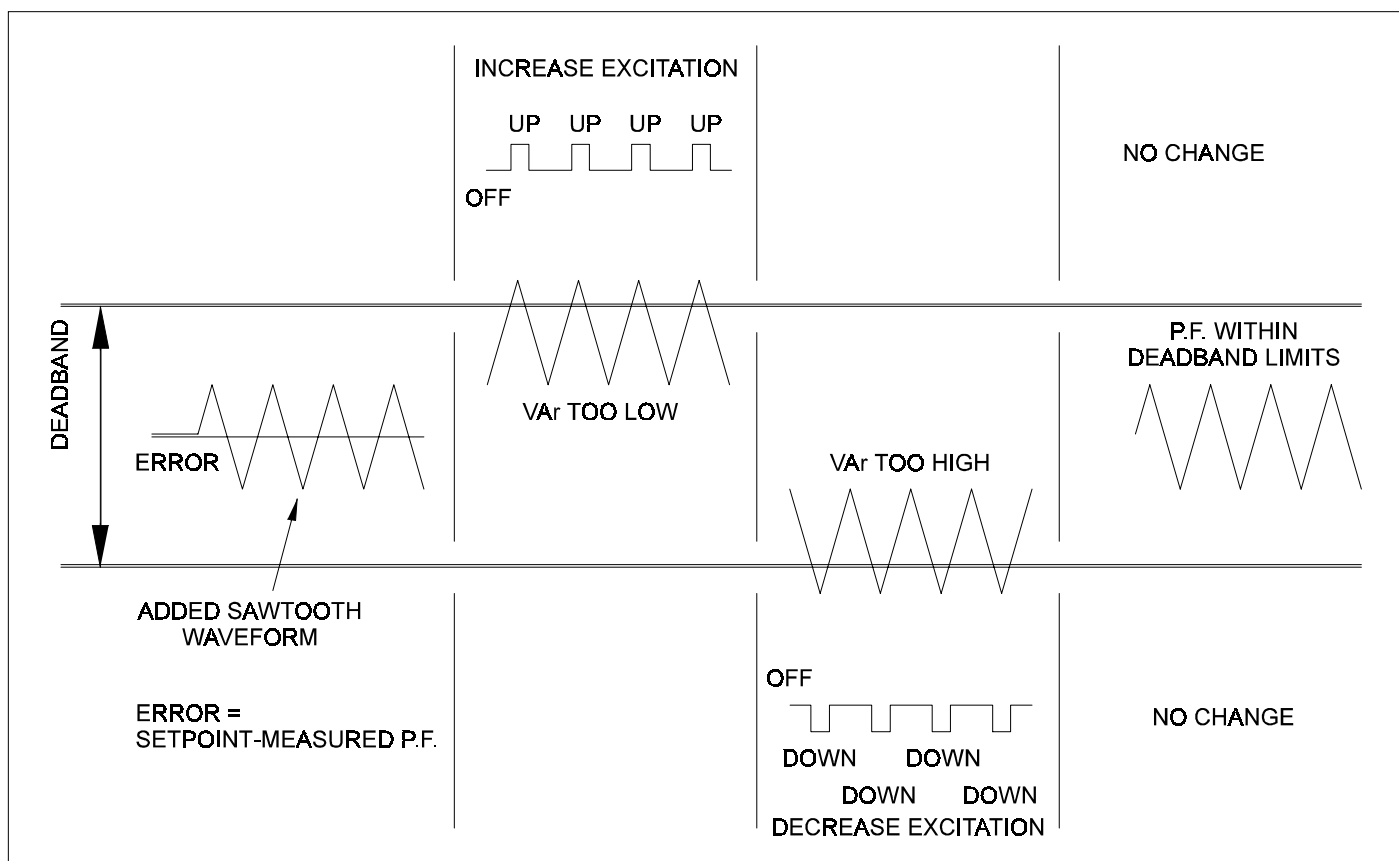 INCREASE EXCITATION
UP UP UP UP
OFF
NO CHANGE
DEADBAND
ERROR
VAr TOO LOW
P.F. WITHIN
DEADBAND LIMITS
VAr TOO HIGH
ADDED SAWTOOTH
WAVEFORM
ERROR =
SETPOINT-MEASURED P.F.
OFF
DOWN DOWN
DOWN DOWN
DECREASE EXCITATION
NO CHANGE